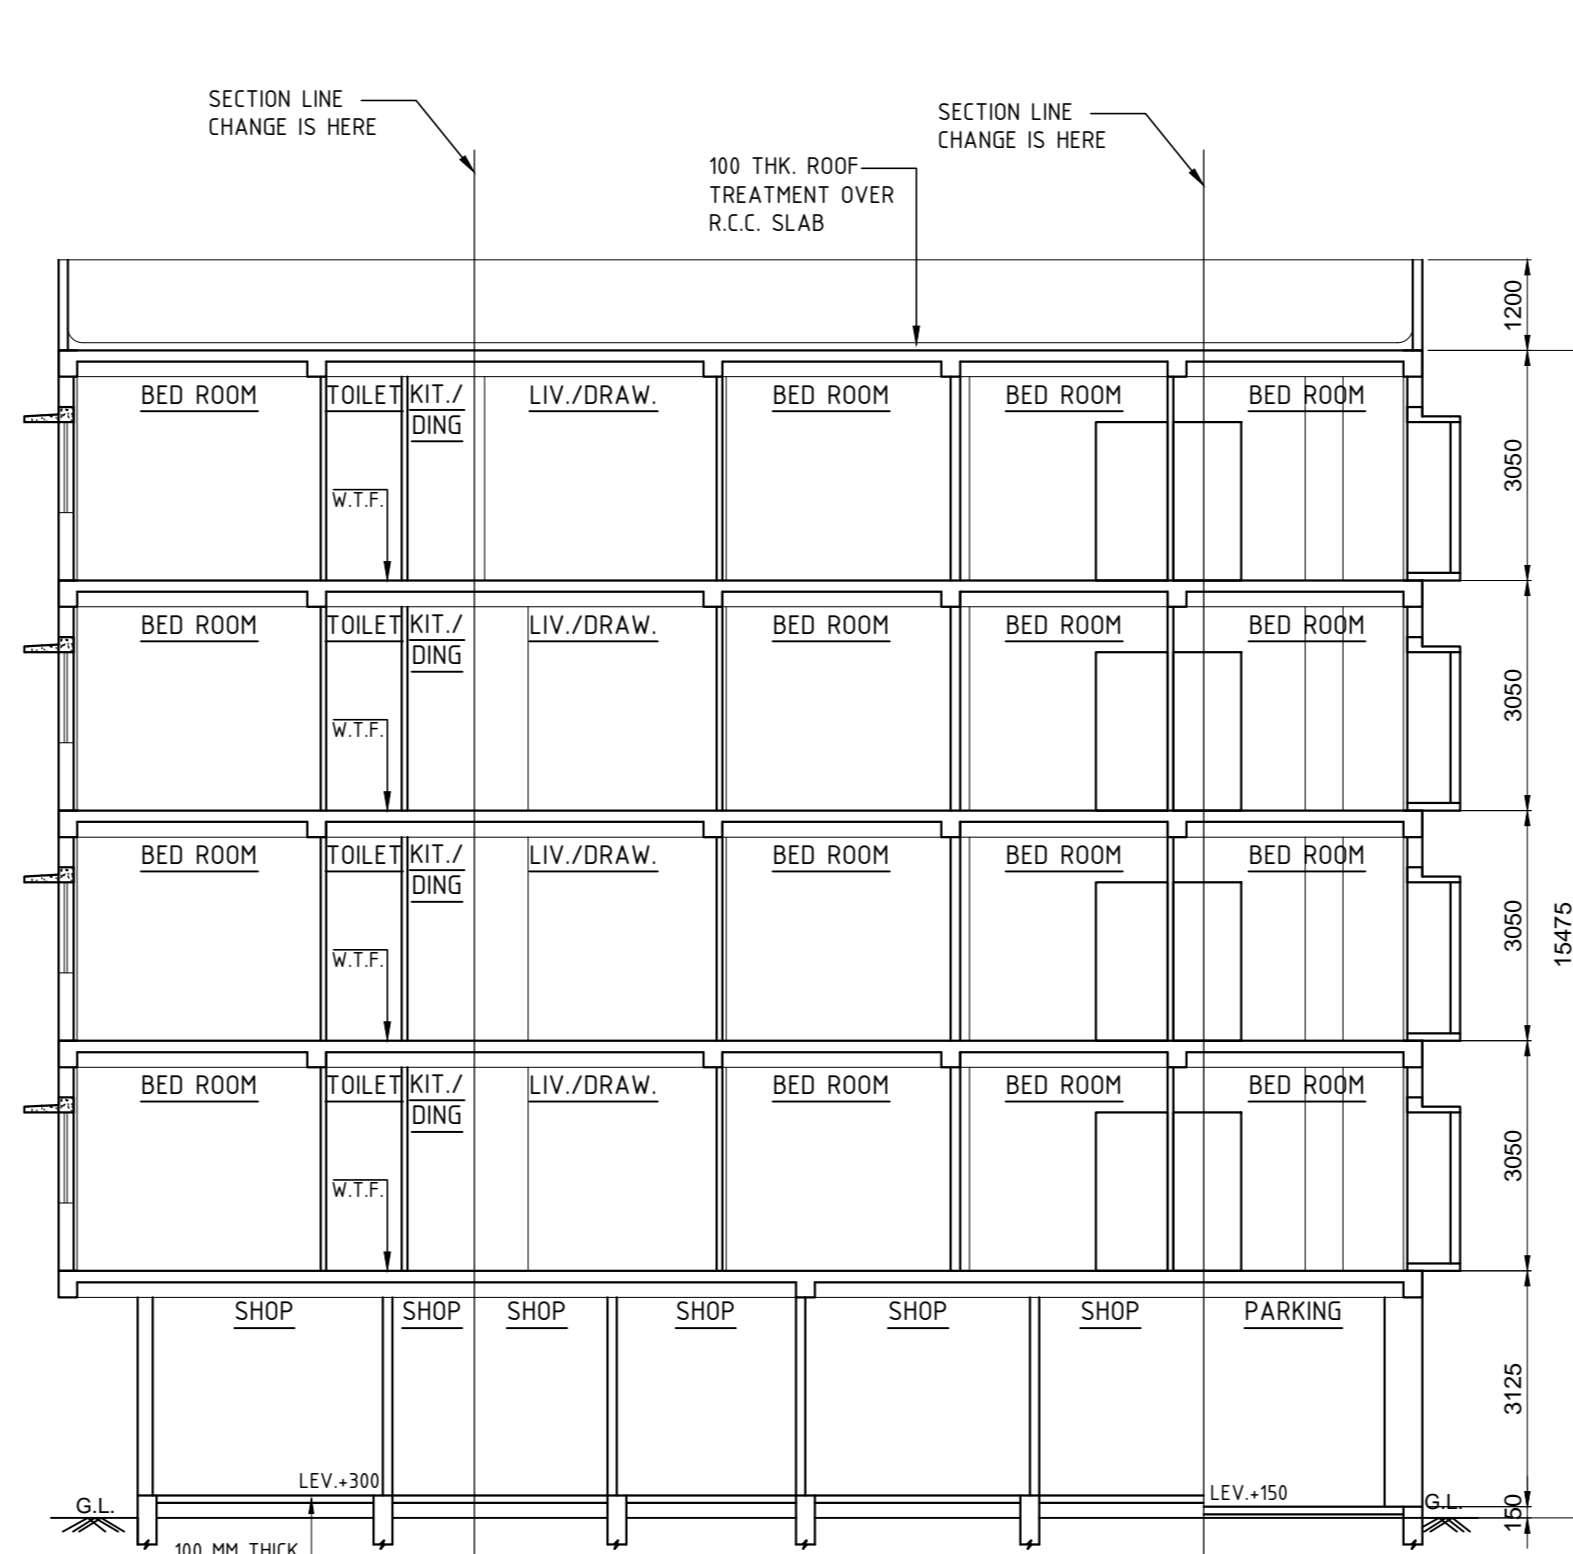 SECTION LINE
CHANGE IS HERE
SECTION LINE
CHANGE IS HERE
100 THK. ROOF
TREATMENT OVER
R.C.C. SLAB
1200
BED ROOM TOILET KIT./ LIV./DRAW. BED ROOM BED ROOM BED ROOM
DING
W.T.F.
3050
BED ROOM TOILET KIT./ LIV./DRAW. BED ROOM BED ROOM BED ROOM
DING
W.T.F.
3050
BED ROOM TOILET KIT./ LIV./DRAW. BED ROOM BED ROOM BED ROOM
DING
W.T.F.
3050
15475
BED ROOM TOILET KIT./ LIV./DRAW. BED ROOM BED ROOM BED ROOM
DING
W.T.F.
3050
SHOP SHOP SHOP SHOP SHOP SHOP PARKING
3125
LEV.+300
LEV.+150
G.L. G.L.
150
100 MM THICK